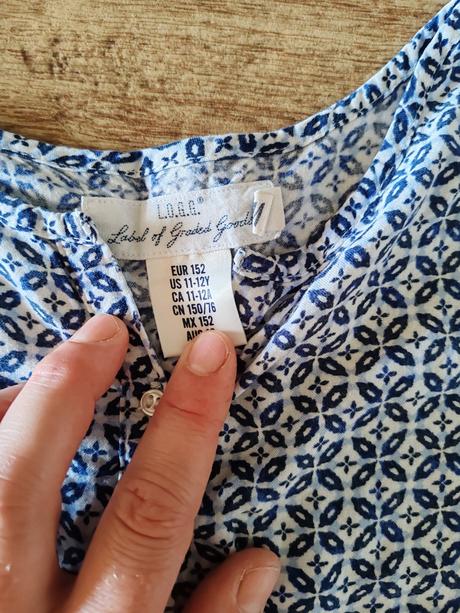 L.O.G.G.®
Label of Graded Goods
EUR 152
US 11-12Y
CA 11-12A
CN 150/76
MX 152